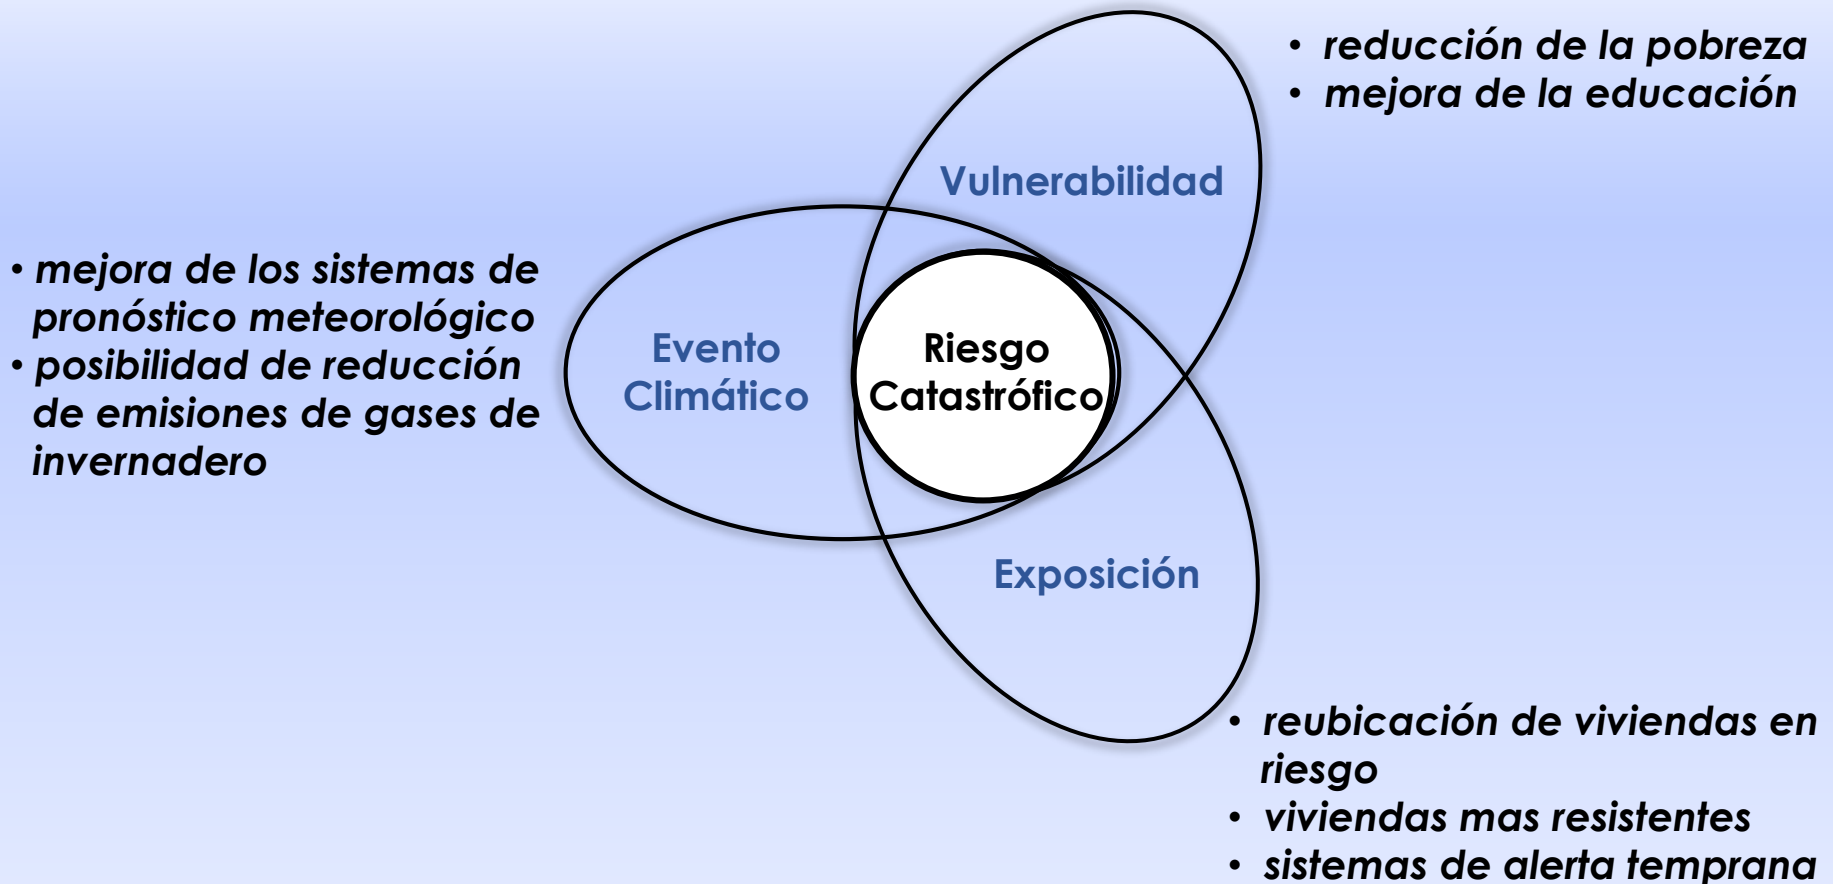 • reducción de la pobreza
• mejora de la educación
Vulnerabilidad
• mejora de los sistemas de
pronóstico meteorológico
• posibilidad de reducción
de emisiones de gases de
invernadero
Evento
Climático
Riesgo
Catastrófico
Exposición
• reubicación de viviendas en
riesgo
• viviendas mas resistentes
• sistemas de alerta temprana